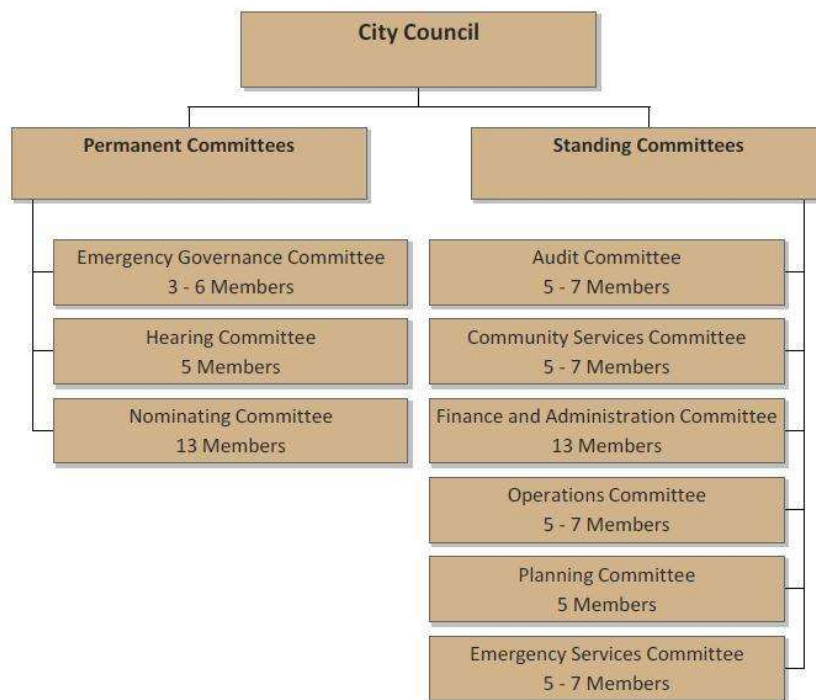 City Council
Permanent Committees
Standing Committees
Emergency Governance Committee
3 - 6 Members
Hearing Committee
5 Members
Nominating Committee
13 Members
Audit Committee
5 - 7 Members
Community Services Committee
5 - 7 Members
Finance and Administration Committee
13 Members
Operations Committee
5 - 7 Members
Planning Committee
5 Members
Emergency Services Committee
5 - 7 Members